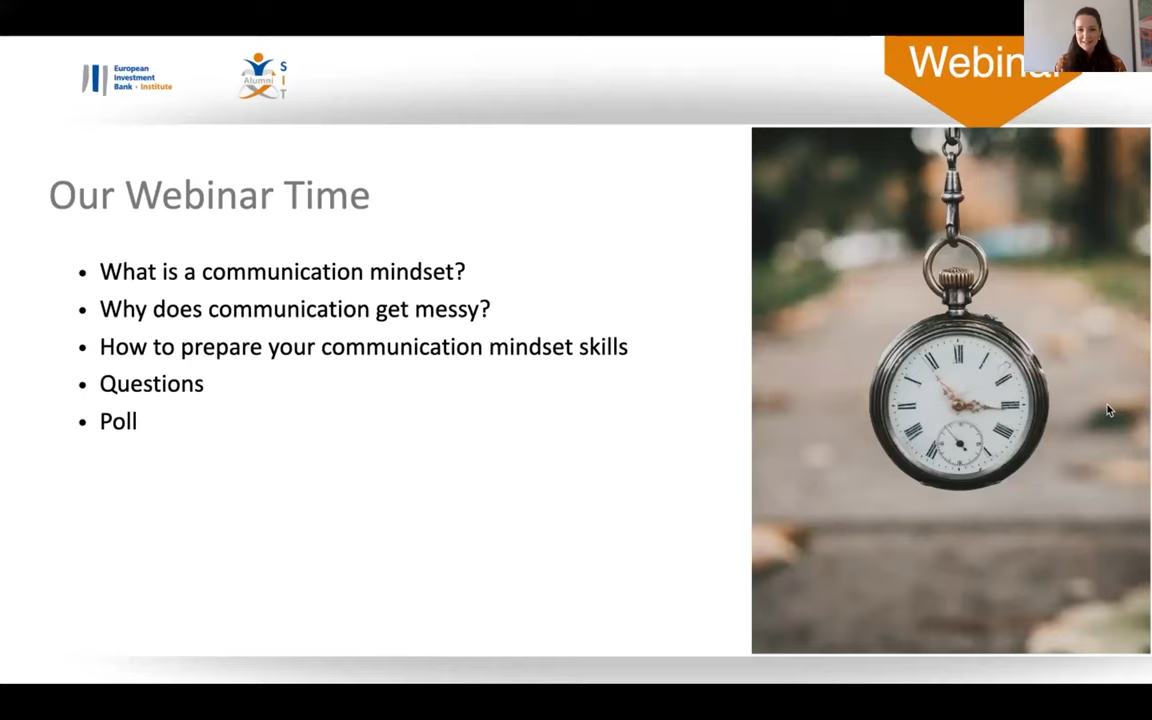 European
Investment
Bank • Institute
Alumni
S
I
T
Webinar
Our Webinar Time
• What is a communication mindset?
• Why does communication get messy?
• How to prepare your communication mindset skills
• Questions
• Poll